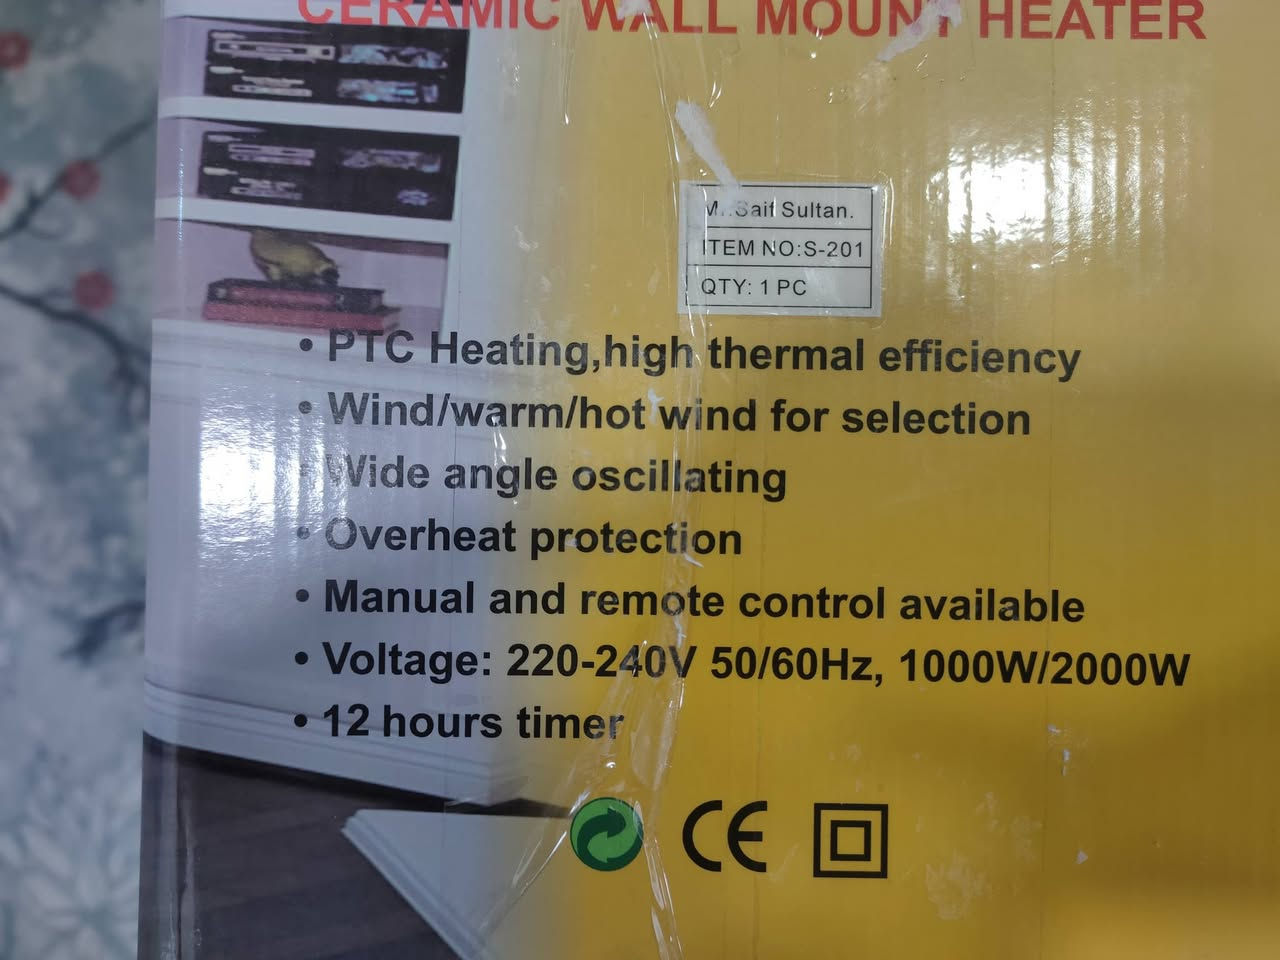 CERAMIC WALL MOUNT HEATER
M..Saif Sultan.
ITEM NO:S-201
QTY: 1 PC
• PTC Heating,high thermal efficiency
• Wind/warm/hot wind for selection
• Wide angle oscillating
• Overheat protection
• Manual and remote control available
• Voltage: 220-240V 50/60Hz, 1000W/2000W
• 12 hours timer
CE